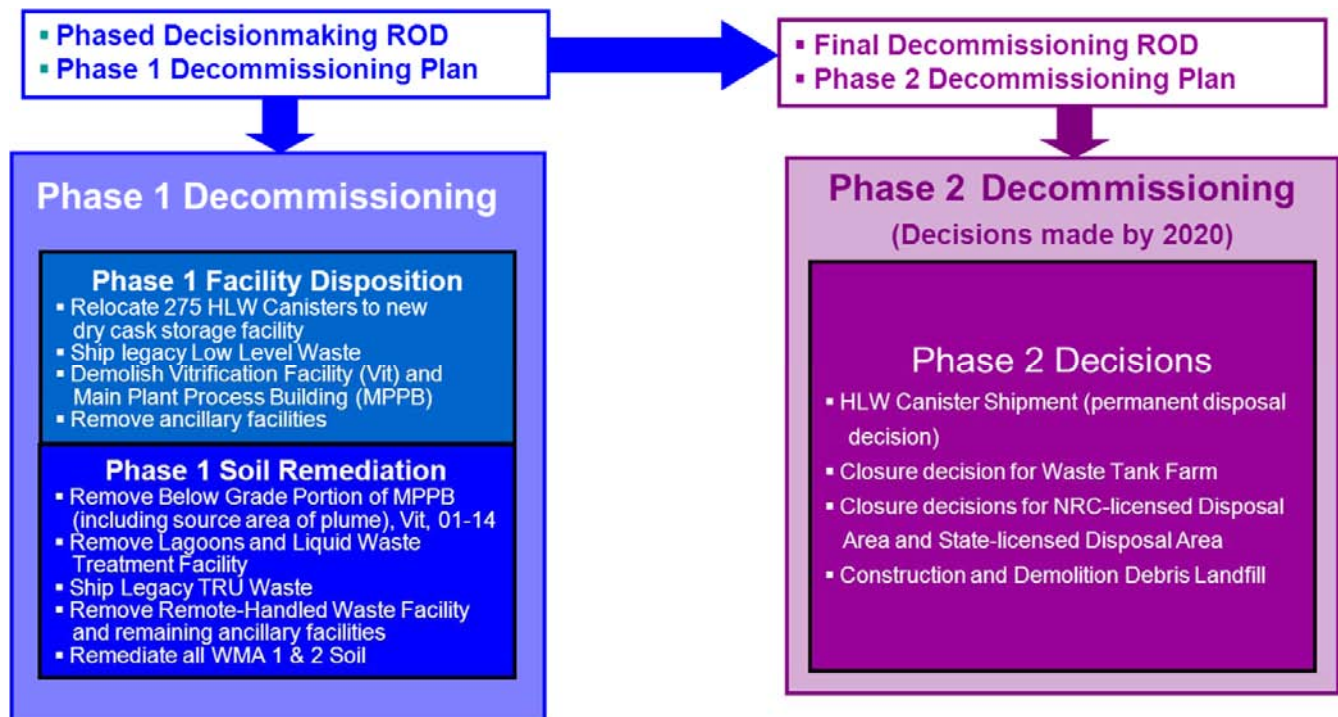 ▪ Phased Decisionmaking ROD
▪ Phase 1 Decommissioning Plan
▪ Final Decommissioning ROD
▪ Phase 2 Decommissioning Plan
Phase 1 Decommissioning
Phase 1 Facility Disposition
▪ Relocate 275 HLW Canisters to new
dry cask storage facility
▪ Ship legacy Low Level Waste
▪ Demolish Vitrification Facility (Vit) and
Main Plant Process Building (MPPB)
▪ Remove ancillary facilities
Phase 1 Soil Remediation
▪ Remove Below Grade Portion of MPPB
(including source area of plume), Vit, 01-14
▪ Remove Lagoons and Liquid Waste
Treatment Facility
▪ Ship Legacy TRU Waste
▪ Remove Remote-Handled Waste Facility
and remaining ancillary facilities
▪ Remediate all WMA 1 & 2 Soil
Phase 2 Decommissioning
(Decisions made by 2020)
Phase 2 Decisions
▪ HLW Canister Shipment (permanent disposal
decision)
▪ Closure decision for Waste Tank Farm
▪ Closure decisions for NRC-licensed Disposal
Area and State-licensed Disposal Area
▪ Construction and Demolition Debris Landfill